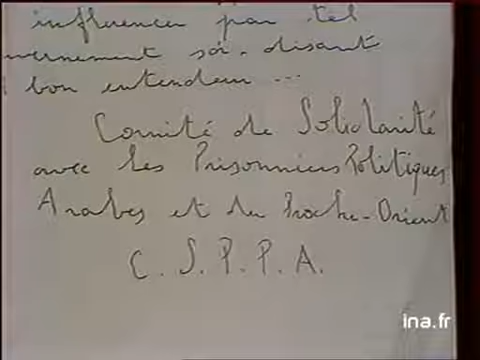 influencer par tel
vernement soi-disant
bon entendeur ...
Comité de Solidarité
avec les Prisonniers Politiques
Arabes et du Proche-Orient
C.S.P.P.A.
ina.fr